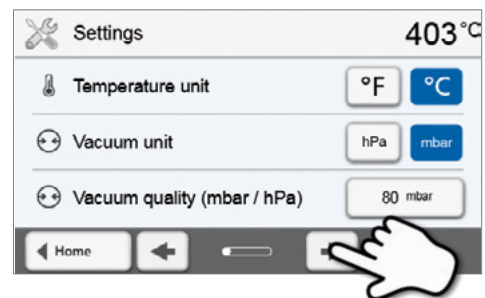 Settings 403 °C
Temperature unit °F °C
Vacuum unit hPa mbar
Vacuum quality (mbar / hPa) 80 mbar
Home